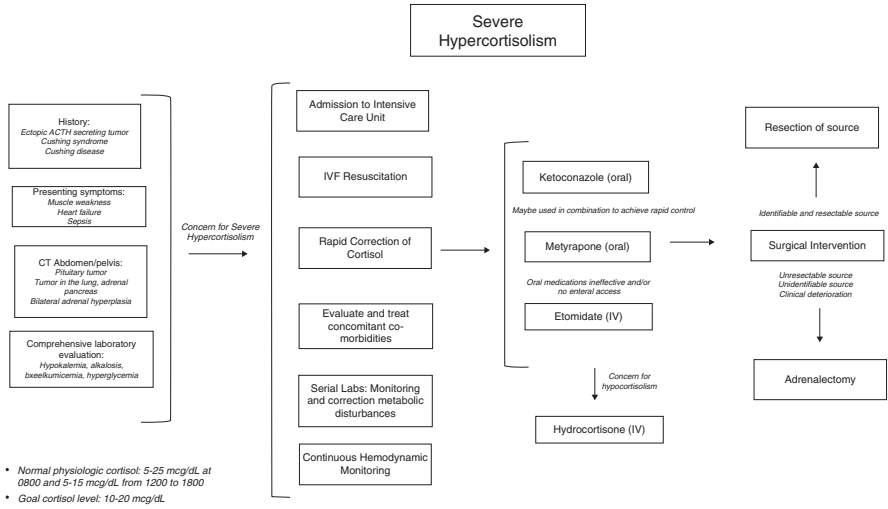 Severe
Hypercortisolism
History:
Ectopic ACTH secreting tumor
Cushing syndrome
Cushing disease
Presenting symptoms:
Muscle weakness
Heart failure
Sepsis
CT Abdomen/pelvis:
Pituitary tumor
Tumor in the lung, adrenal
pancreas
Bilateral adrenal hyperplasia
Comprehensive laboratory
evaluation:
Hypokalemia, alkalosis,
bxeelkumicemia, hyperglycemia
Concern for Severe
Hypercortisolism
Admission to Intensive
Care Unit
IVF Resuscitation
Rapid Correction of
Cortisol
Evaluate and treat
concomitant co-
morbidities
Serial Labs: Monitoring
and correction metabolic
disturbances
Continuous Hemodynamic
Monitoring
Ketoconazole (oral)
Maybe used in combination to achieve rapid control
Metyrapone (oral)
Oral medications ineffective and/or
no enteral access
Etomidate (IV)
Concern for
hypocortisolism
Hydrocortisone (IV)
Resection of source
Identifiable and resectable source
Surgical Intervention
Unresectable source
Unidentifiable source
Clinical deterioration
Adrenalectomy
• Normal physiologic cortisol: 5-25 mcg/dL at
0800 and 5-15 mcg/dL from 1200 to 1800
• Goal cortisol level: 10-20 mcg/dL